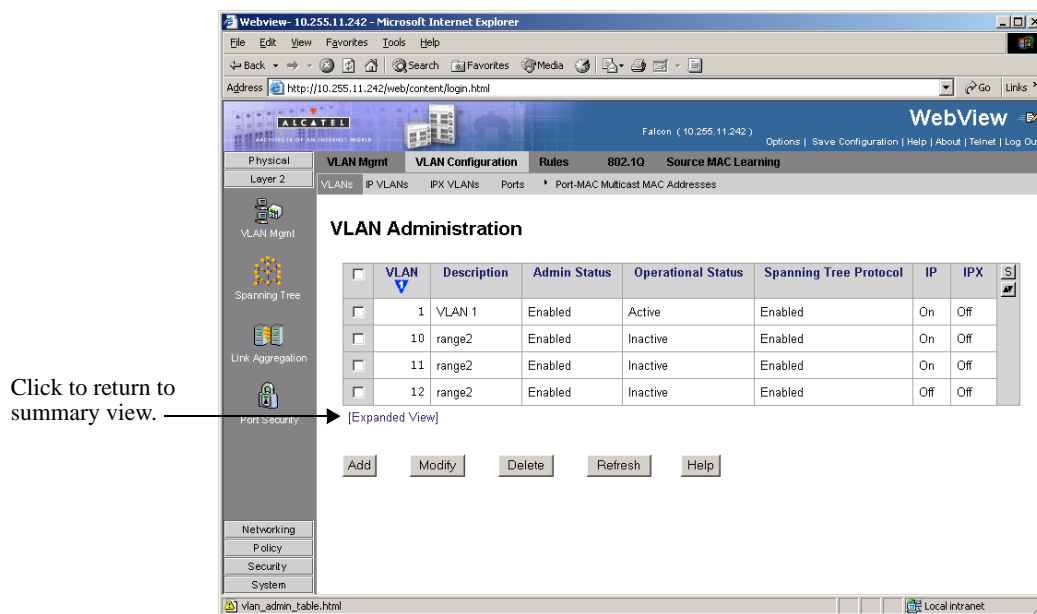 Webview- 10.255.11.242 - Microsoft Internet Explorer
File Edit View Favorites Tools Help
Back Search Favorites Media
Address http://10.255.11.242/web/content/login.html Go Links
ALCATEL
ARCHITECTS OF AN INTERNET WORLD
Falcon ( 10.255.11.242 )
WebView
Options | Save Configuration | Help | About | Telnet | Log Ou
Physical
Layer 2
VLAN Mgmt VLAN Configuration Rules 802.1Q Source MAC Learning
VLANs IP VLANs IPX VLANs Ports Port-MAC Multicast MAC Addresses
VLAN Mgmt
Spanning Tree
Link Aggregation
Port Security
VLAN Administration
VLAN 1 Description Admin Status Operational Status Spanning Tree Protocol IP IPX S
1 VLAN 1 Enabled Active Enabled On Off
10 range2 Enabled Inactive Enabled On Off
11 range2 Enabled Inactive Enabled On Off
12 range2 Enabled Inactive Enabled Off Off
Click to return to
summary view.
[Expanded View]
Add Modify Delete Refresh Help
Networking
Policy
Security
System
vlan_admin_table.html Local intranet